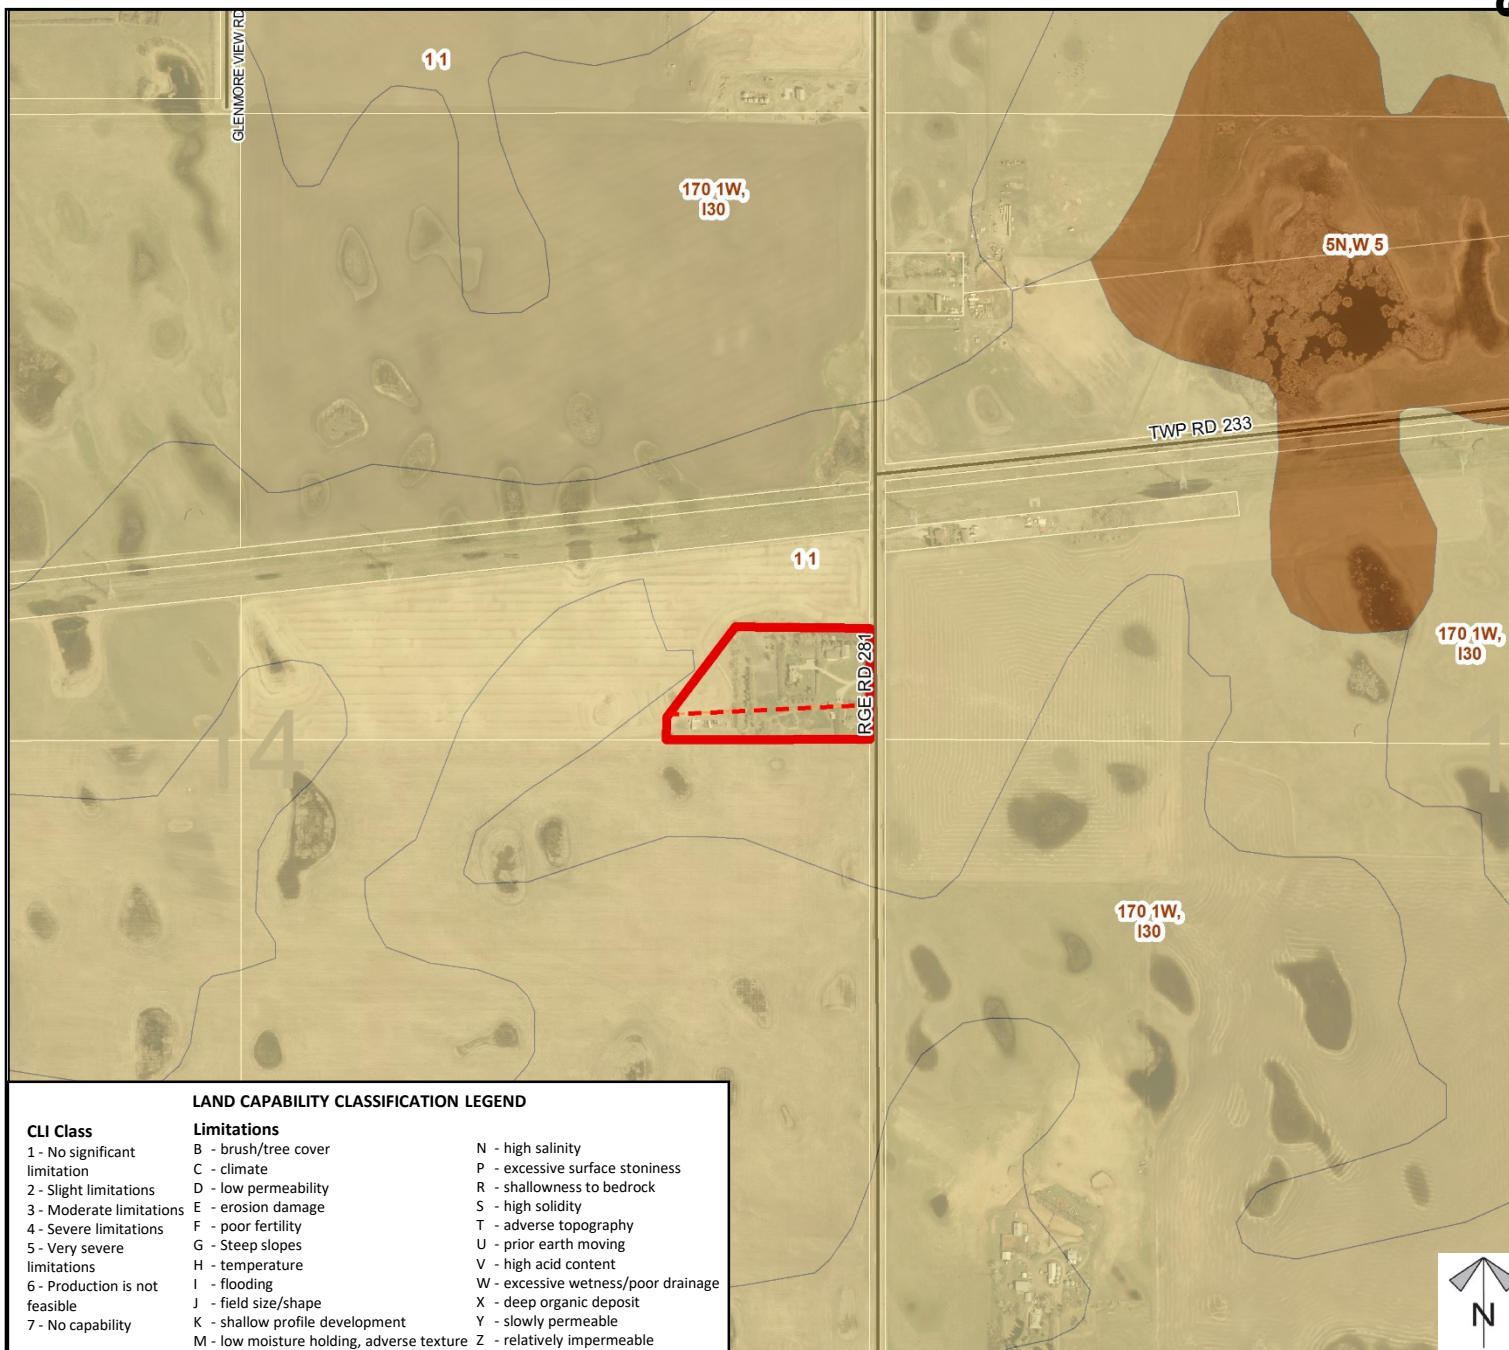 GLENMORE VIEW RD
1 1
170 1W,
I30
5N,W 5
TWP RD 233
1 1
RGE RD 281
170 1W,
I30
14
170 1W,
I30
LAND CAPABILITY CLASSIFICATION LEGEND
CLI Class
1 - No significant
limitation
2 - Slight limitations
3 - Moderate limitations
4 - Severe limitations
5 - Very severe
limitations
6 - Production is not
feasible
7 - No capability
Limitations
B - brush/tree cover
C - climate
D - low permeability
E - erosion damage
F - poor fertility
G - Steep slopes
H - temperature
I - flooding
J - field size/shape
K - shallow profile development
M - low moisture holding, adverse texture
N - high salinity
P - excessive surface stoniness
R - shallowness to bedrock
S - high solidity
T - adverse topography
U - prior earth moving
V - high acid content
W - excessive wetness/poor drainage
X - deep organic deposit
Y - slowly permeable
Z - relatively impermeable
N